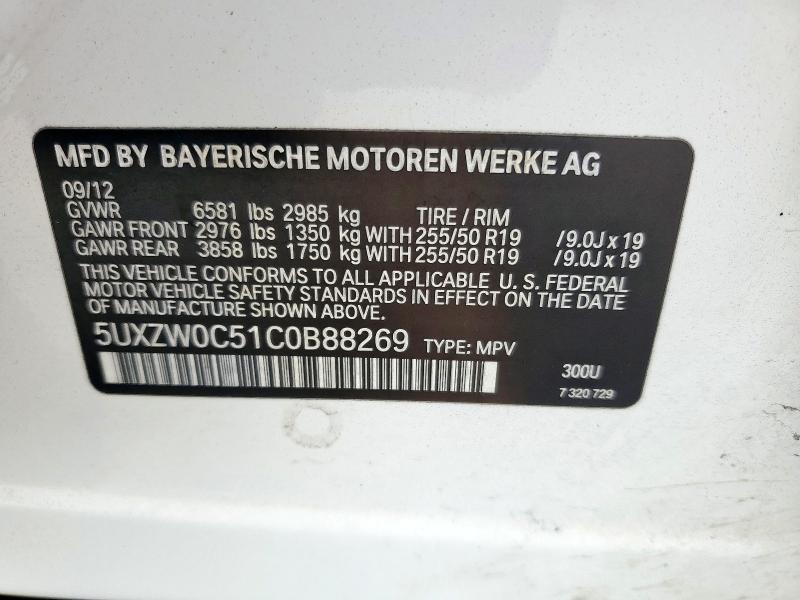 MFD BY BAYERISCHE MOTOREN WERKE AG
09/12
GVWR 6581 lbs 2985 kg TIRE / RIM
GAWR FRONT 2976 lbs 1350 kg WITH 255/50 R19 /9.0J x 19
GAWR REAR 3858 lbs 1750 kg WITH 255/50 R19 /9.0J x 19
THIS VEHICLE CONFORMS TO ALL APPLICABLE U. S. FEDERAL
MOTOR VEHICLE SAFETY STANDARDS IN EFFECT ON THE DATE
OF MANUFACTURE SHOWN ABOVE.
5UXZW0C51C0B88269 TYPE: MPV
300U
7 320 729